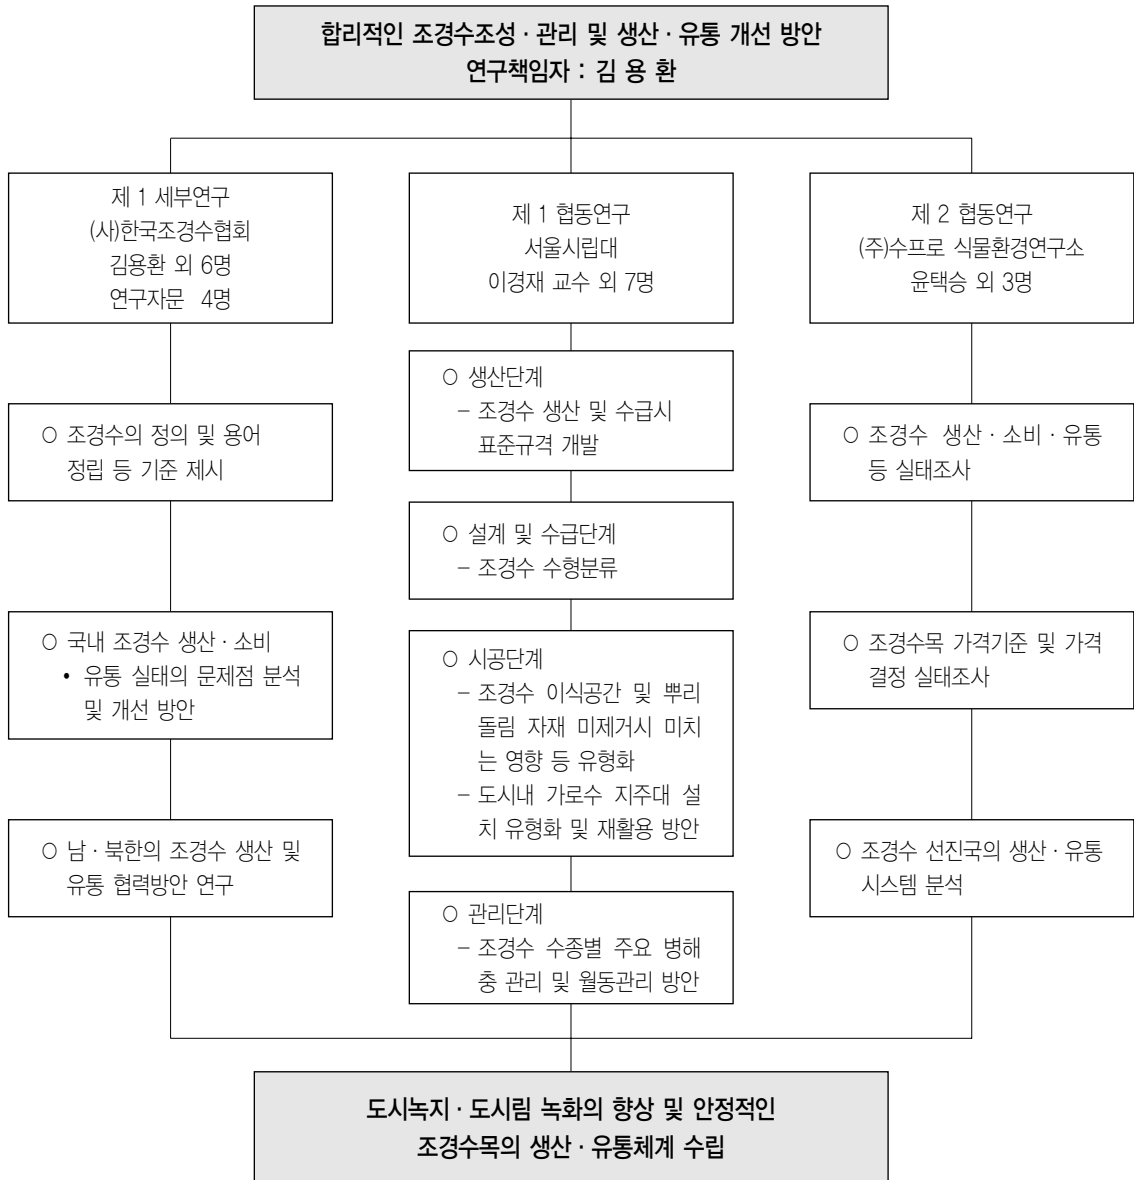 합리적인 조경수조성 · 관리 및 생산 · 유통 개선 방안
연구책임자 : 김 용 환
제 1 세부연구
(사)한국조경수협회
김용환 외 6명
연구자문 4명
제 1 협동연구
서울시립대
이경재 교수 외 7명
제 2 협동연구
(주)수프로 식물환경연구소
윤택승 외 3명
○ 조경수의 정의 및 용어
정립 등 기준 제시
○ 국내 조경수 생산 · 소비
• 유통 실태의 문제점 분석
및 개선 방안
○ 남 · 북한의 조경수 생산 및
유통 협력방안 연구
○ 생산단계
– 조경수 생산 및 수급시
표준규격 개발
○ 설계 및 수급단계
– 조경수 수형분류
○ 시공단계
– 조경수 이식공간 및 뿌리
돌림 자재 미제거시 미치
는 영향 등 유형화
– 도시내 가로수 지주대 설
치 유형화 및 재활용 방안
○ 관리단계
– 조경수 수종별 주요 병해
충 관리 및 월동관리 방안
○ 조경수 생산 · 소비 · 유통
등 실태조사
○ 조경수목 가격기준 및 가격
결정 실태조사
○ 조경수 선진국의 생산 · 유통
시스템 분석
도시녹지 · 도시림 녹화의 향상 및 안정적인
조경수목의 생산 · 유통체계 수립